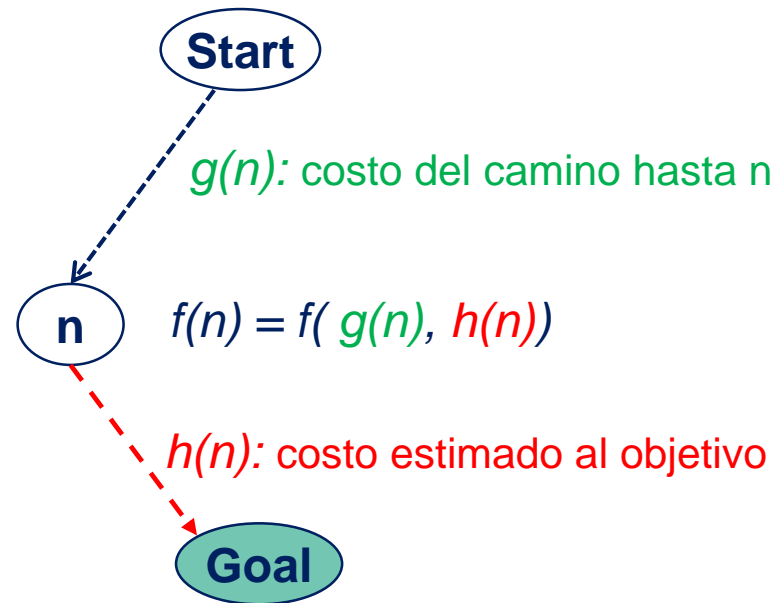 Start
g(n): costo del camino hasta n
n
f(n) = f( g(n), h(n))
h(n): costo estimado al objetivo
Goal